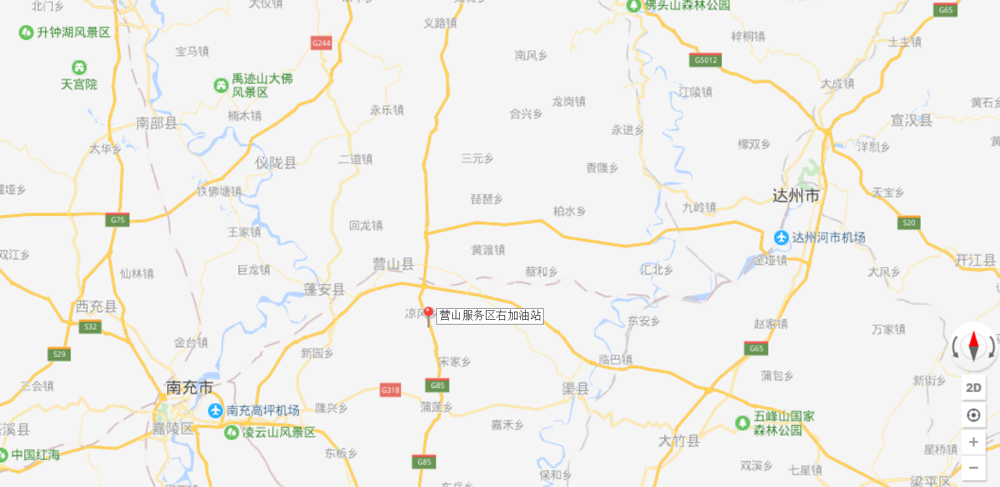 北门乡
大仪镇
佛头山森林公园
G65
升钟湖风景区
义路镇
梓桐镇
土主镇
G244
宝马镇
南风乡
G5012
天宫院
禹迹山大佛
风景区
大成镇
江陵镇
楠木镇
永乐镇
合兴乡
龙岗镇
南部县
永进乡
宣汉县
太华乡
檬双乡
洋烈乡
仪陇县
二道镇
三元乡
香隆乡
铁佛塘镇
达州市
天宝乡
琵琶乡
柏水乡
九岭镇
G75
回龙镇
S20
王家镇
达州河市机场
双江乡
黄渡镇
营山县
金垭镇
开江县
仙林镇
巨龙镇
蔡和乡
汇北乡
大风乡
蓬安县
西充县
营山服务区右加油站
S32
东安乡
赵家镇
万家镇
金台镇
S29
新园乡
宋家乡
临巴镇
G65
三会镇
南充市
G318
G85
渠县
蒲包乡
新街乡
2D
南充高坪机场
隆兴乡
蒲莲乡
嘉禾乡
五峰山国家
森林公园
嘉陵区
凌云山风景区
大竹县
中国红海
东板乡
G85
保和乡
双溪乡
七星镇
星桥镇
梁平区